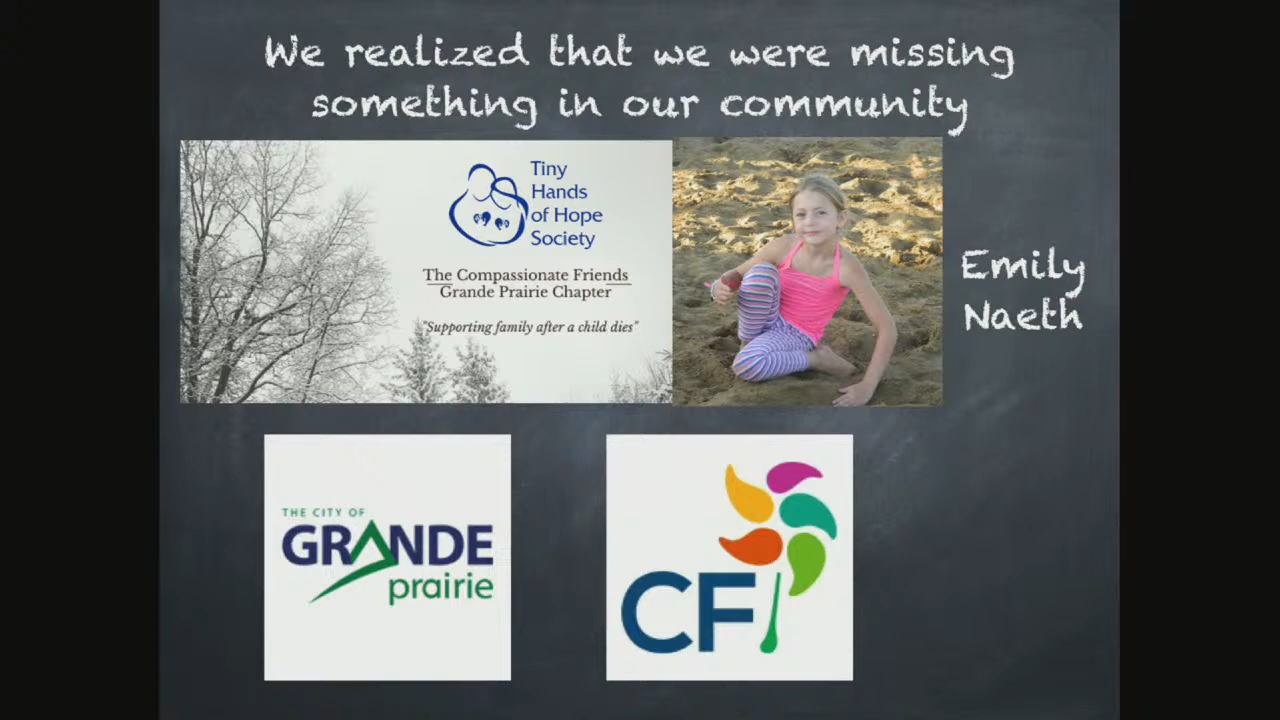 We realized that we were missing
something in our community
Tiny
Hands
of Hope
Society
The Compassionate Friends
Grande Prairie Chapter
"Supporting family after a child dies"
Emily
Naeth
THE CITY OF
GRANDE
prairie
CF